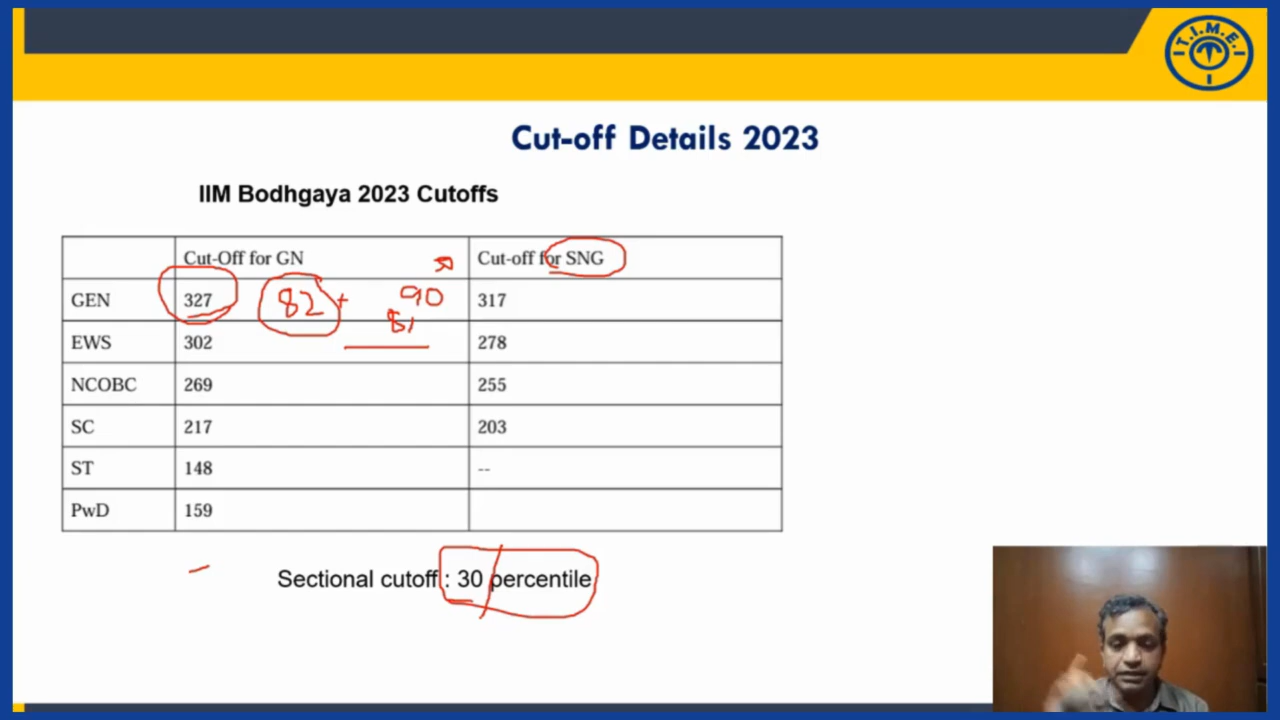 T.I.M.E.
Cut-off Details 2023
IIM Bodhgaya 2023 Cutoffs
Cut-Off for GN Cut-off for SNG
GEN 327 82 + 90 317
81
EWS 302 278
NCOBC 269 255
SC 217 203
ST 148 --
PwD 159
Sectional cutoff : 30 percentile